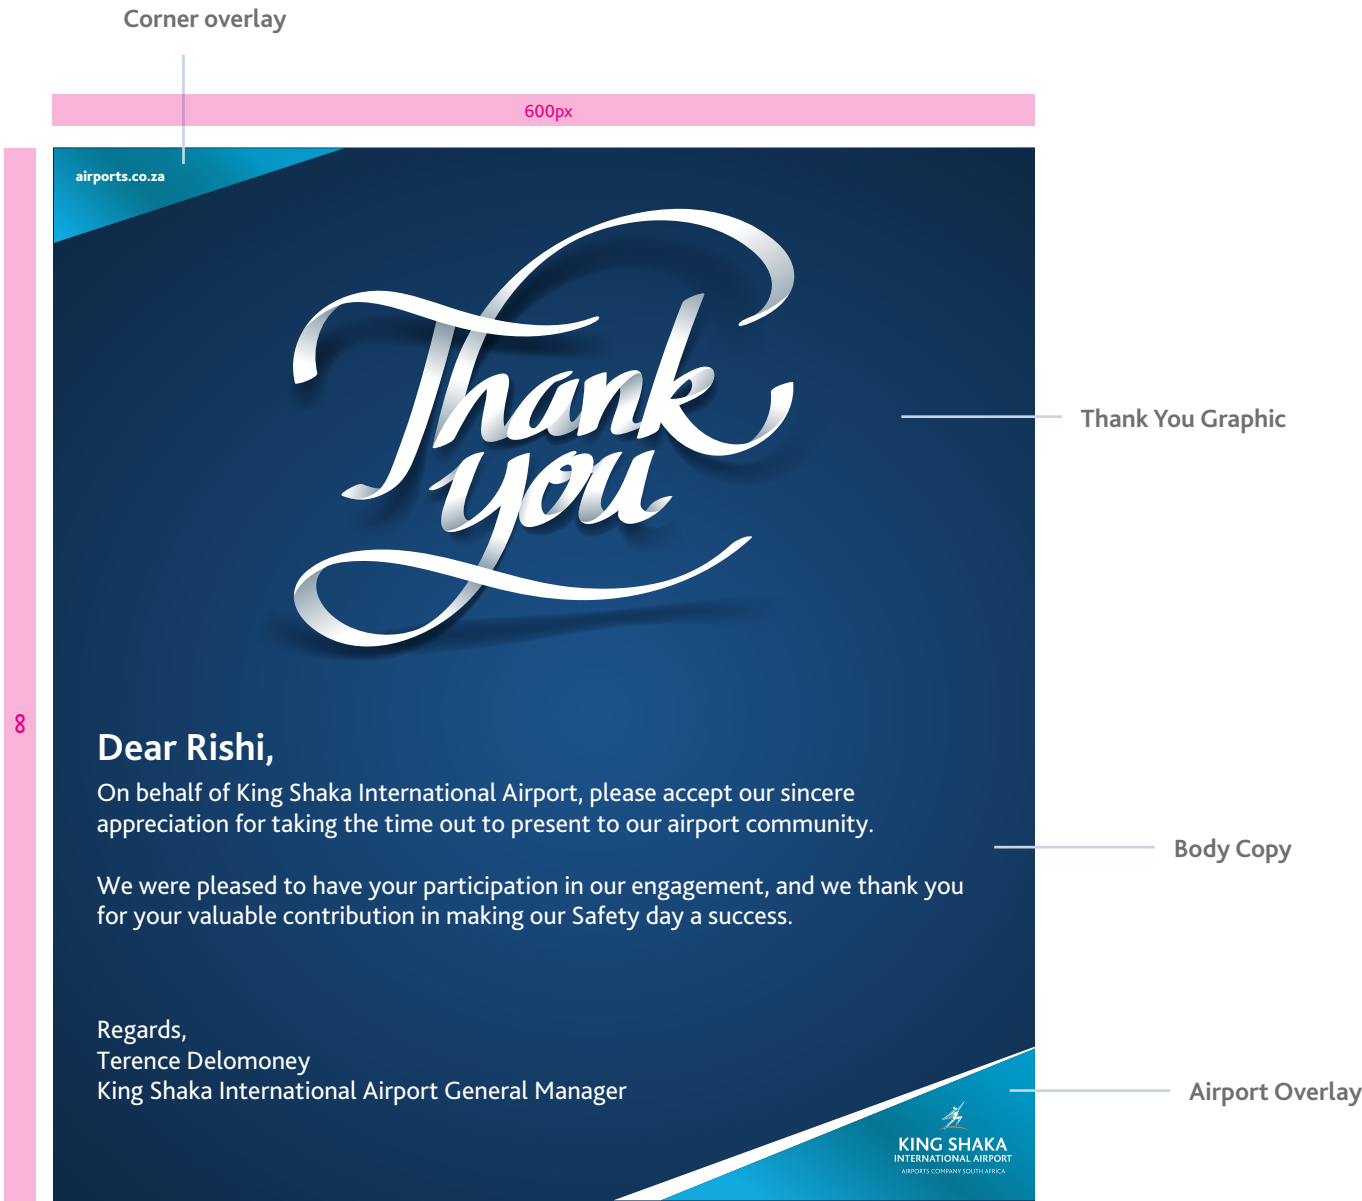 Corner overlay
600px
airports.co.za
Thank
you
Thank You Graphic
∞
Dear Rishi,
On behalf of King Shaka International Airport, please accept our sincere
appreciation for taking the time out to present to our airport community.
We were pleased to have your participation in our engagement, and we thank you
for your valuable contribution in making our Safety day a success.
Body Copy
Regards,
Terence Delomoney
King Shaka International Airport General Manager
Airport Overlay
KING SHAKA
INTERNATIONAL AIRPORT
AIRPORTS COMPANY SOUTH AFRICA